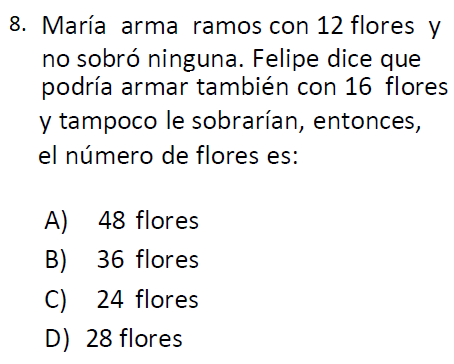 8. María arma ramos con 12 flores y
no sobró ninguna. Felipe dice que
podría armar también con 16 flores
y tampoco le sobrarían, entonces,
el número de flores es:
A) 48 flores
B) 36 flores
C) 24 flores
D) 28 flores